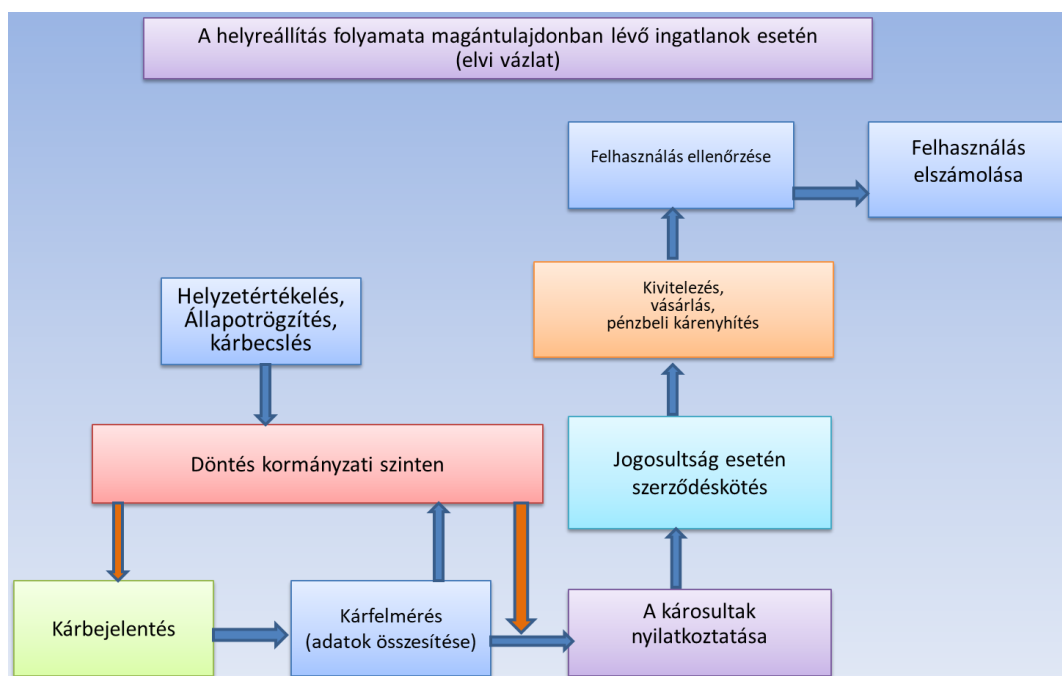 A helyreállítás folyamata magántulajdonban lévő ingatlanok esetén
(elvi vázlat)
Helyzetértékelés,
Állapotrögzítés,
kárbecslés
Döntés kormányzati szinten
Kárbejelentés
Kárfelmérés
(adatok összesítése)
A károsultak
nyilatkoztatása
Jogosultság esetén
szerződéskötés
Kivitelezés,
vásárlás,
pénzbeli kárenyhítés
Felhasználás ellenőrzése
Felhasználás
elszámolása